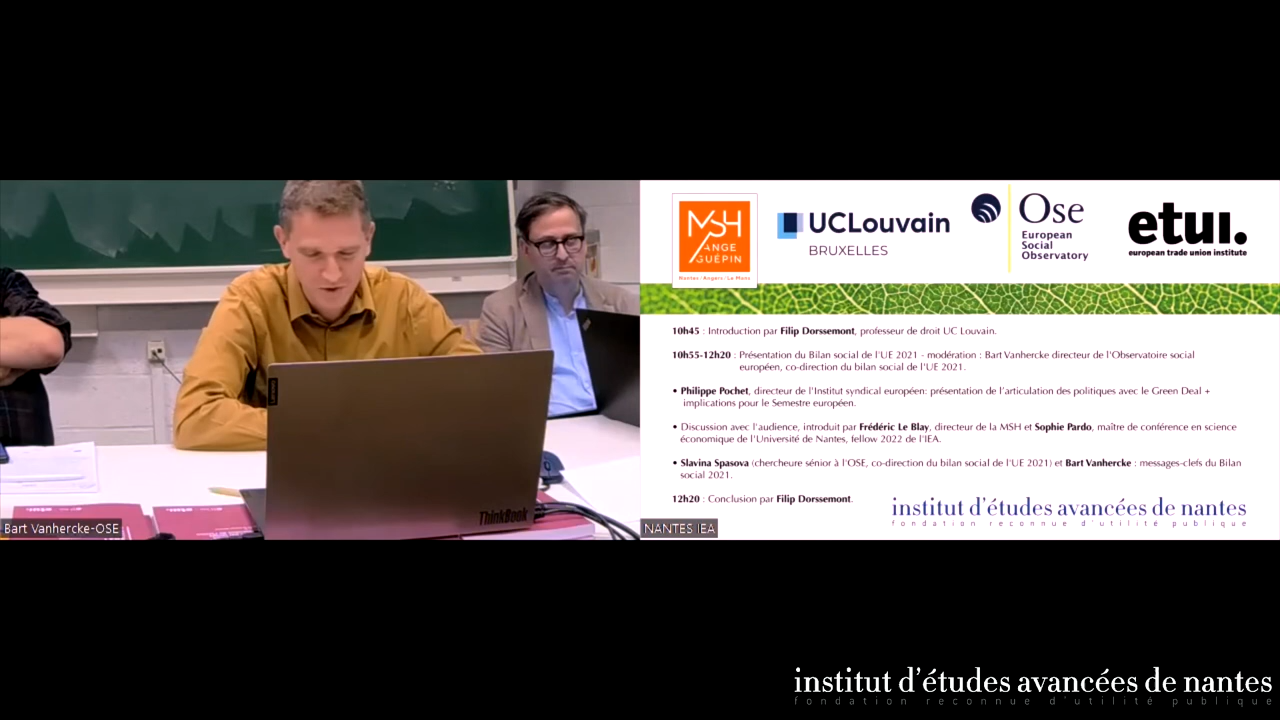 Lenovo
ThinkBook
Bart Vanhercke-OSE
MSH
ANGE
GUÉPIN
Nantes Angers Le Mans
UCLouvain
BRUXELLES
Ose
European
Social
Observatory
etui.
european trade union institute
10h45 : Introduction par Filip Dorssemont, professeur de droit UC Louvain.
10h55-12h20 : Présentation du Bilan social de l'UE 2021 - modération : Bart Vanhercke directeur de l'Observatoire social
européen, co-direction du bilan social de l'UE 2021.
• Philippe Pochet, directeur de l'Institut syndical européen: présentation de l'articulation des politiques avec le Green Deal +
implications pour le Semestre européen.
• Discussion avec l'audience, introduit par Frédéric Le Blay, directeur de la MSH et Sophie Pardo, maître de conférence en science
économique de l'Université de Nantes, fellow 2022 de l'IEA.
• Slavina Spasova (chercheure sénior à l'OSE, co-direction du bilan social de l'UE 2021) et Bart Vanhercke : messages-clefs du Bilan
social 2021.
12h20 : Conclusion par Filip Dorssemont.
institut d'études avancées de nantes
fondation reconnue d'utilité publique
NANTES IEA
institut d'études avancées de nantes
fondation reconnue d'utilité publique